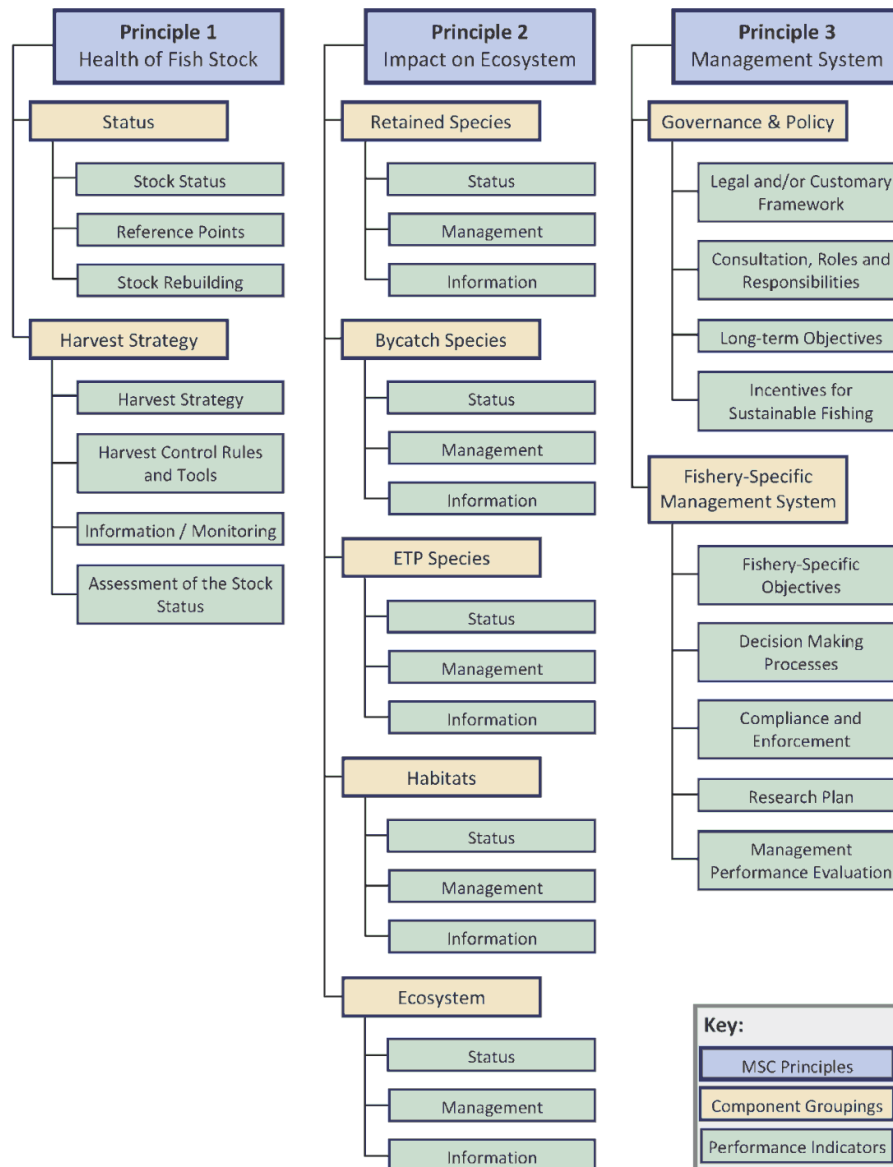 Principle 1
Health of Fish Stock
Status
Stock Status
Reference Points
Stock Rebuilding
Harvest Strategy
Harvest Strategy
Harvest Control Rules
and Tools
Information / Monitoring
Assessment of the Stock
Status
Principle 2
Impact on Ecosystem
Retained Species
Status
Management
Information
Bycatch Species
Status
Management
Information
ETP Species
Status
Management
Information
Habitats
Status
Management
Information
Ecosystem
Status
Management
Information
Principle 3
Management System
Governance & Policy
Legal and/or Customary
Framework
Consultation, Roles and
Responsibilities
Long-term Objectives
Incentives for
Sustainable Fishing
Fishery-Specific
Management System
Fishery-Specific
Objectives
Decision Making
Processes
Compliance and
Enforcement
Research Plan
Management
Performance Evaluation
Key:
MSC Principles
Component Groupings
Performance Indicators